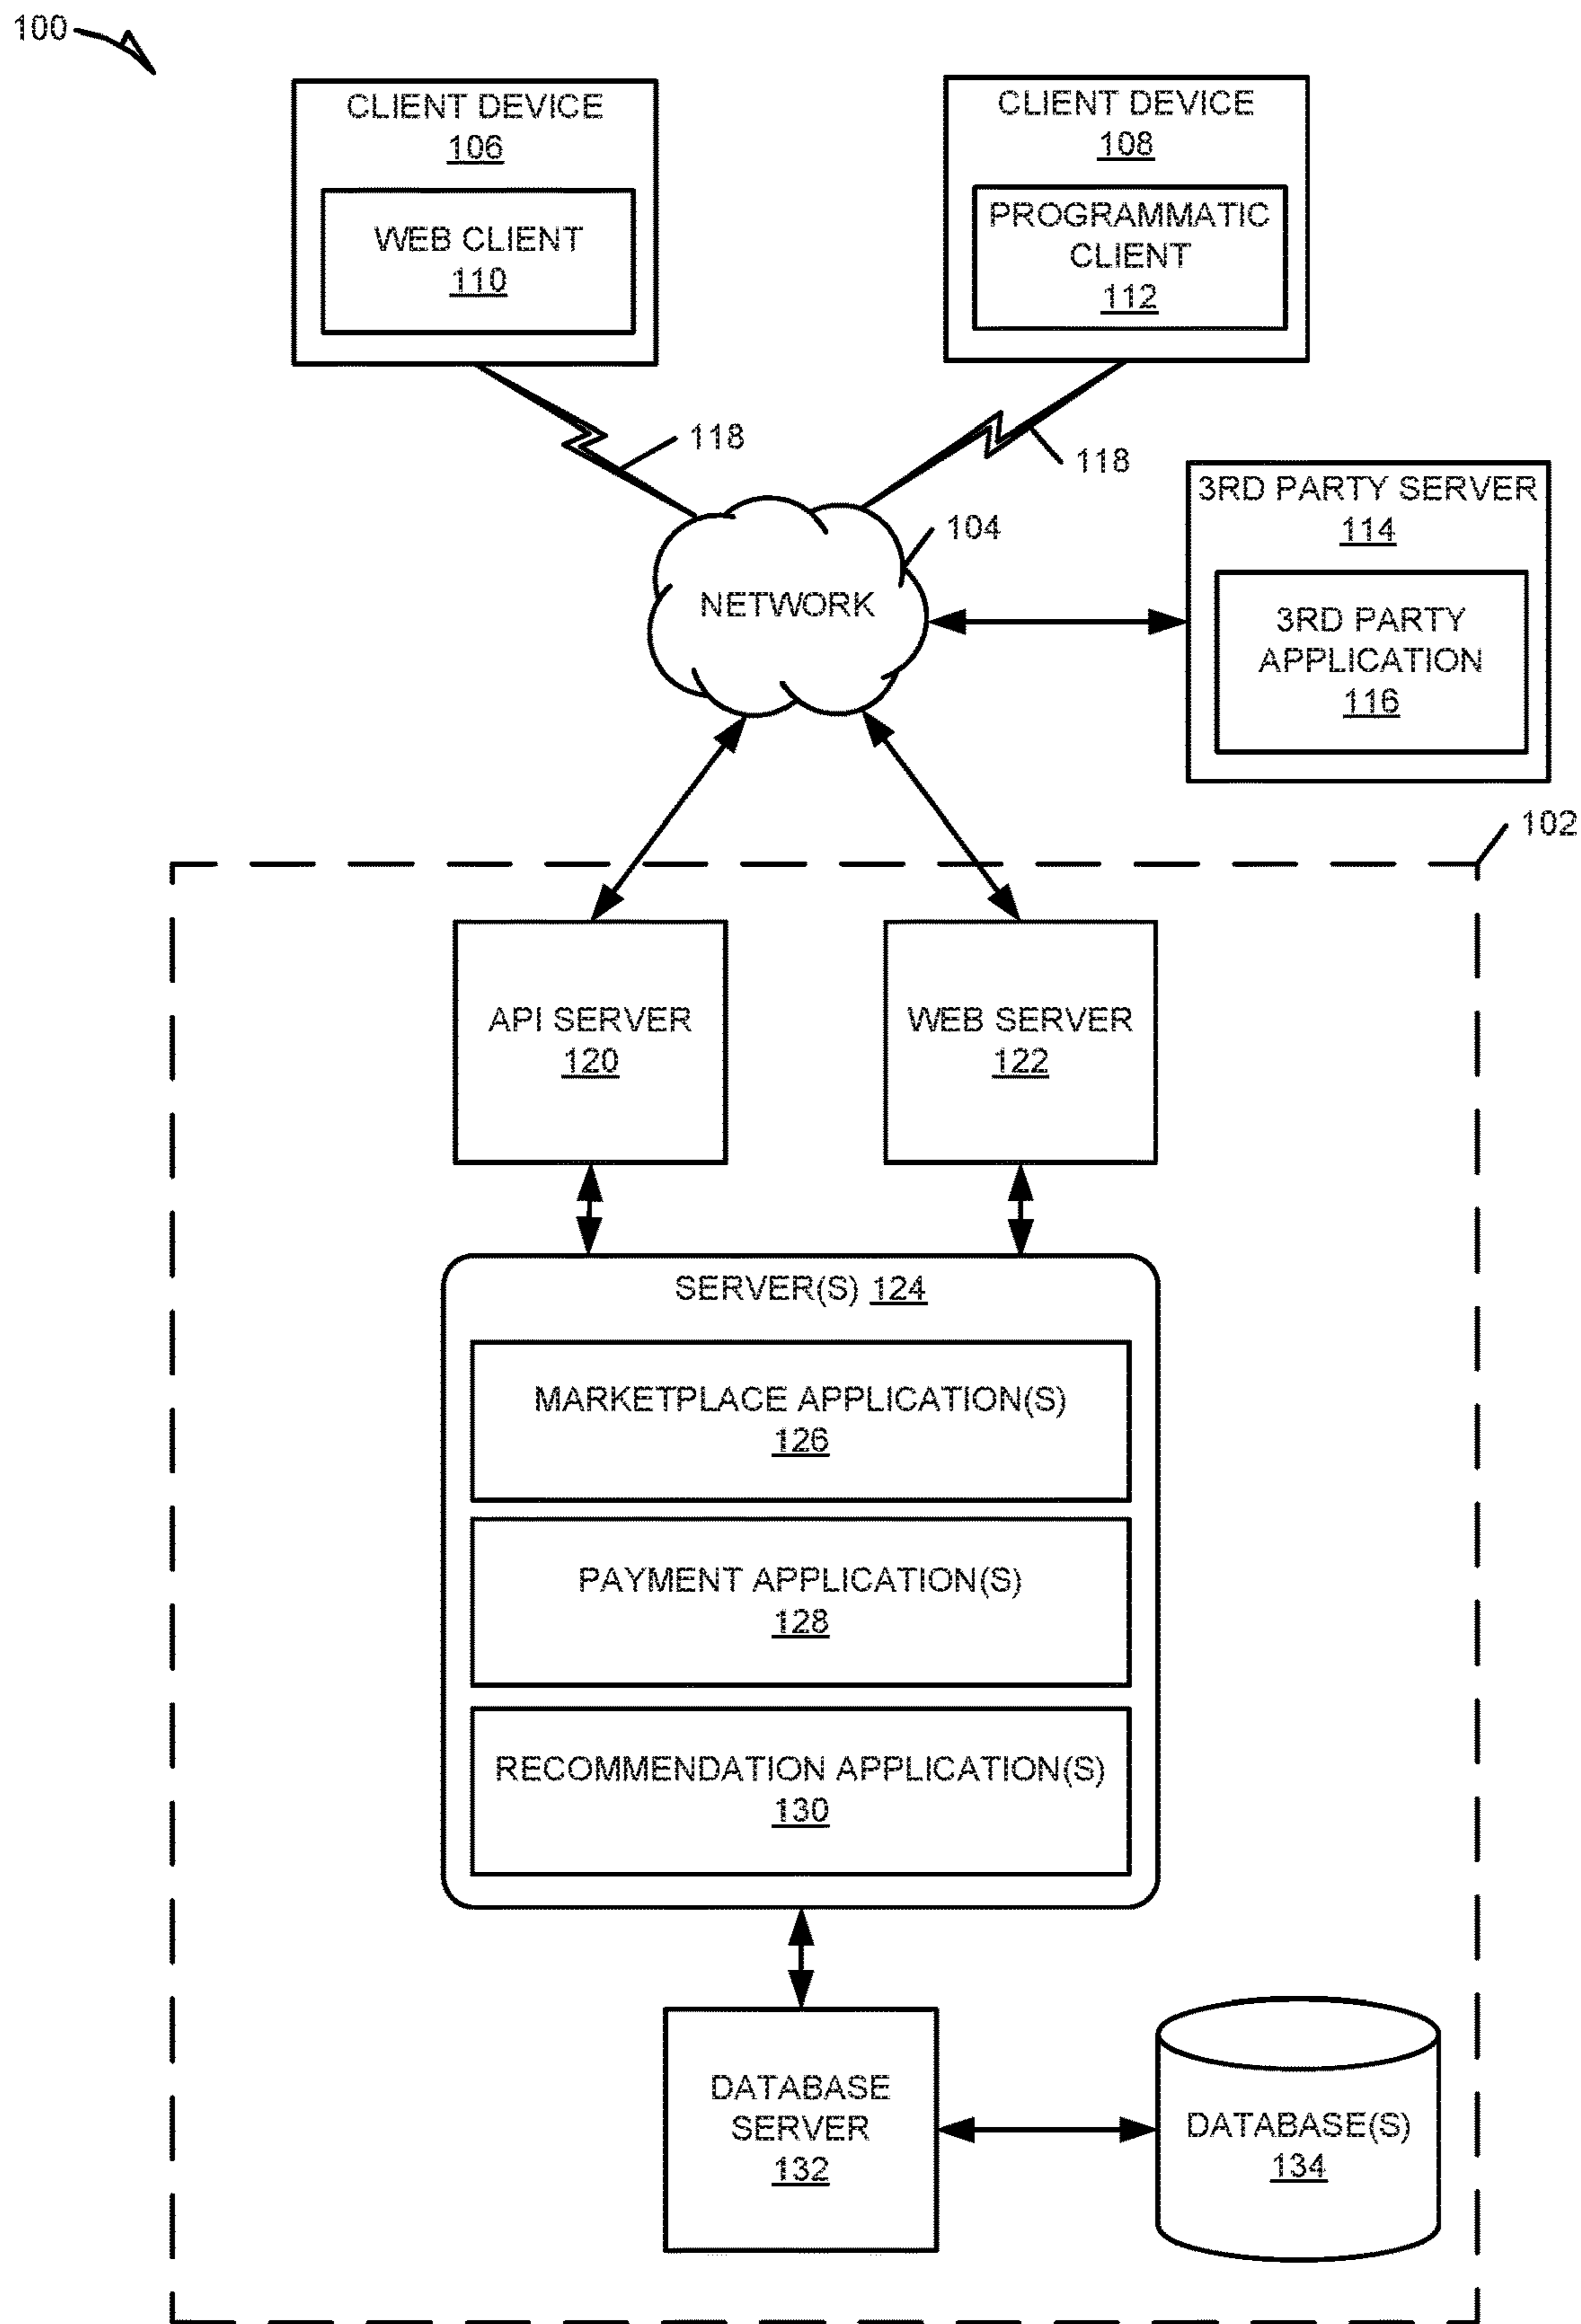 100
CLIENT DEVICE
106
WEB CLIENT
110
CLIENT DEVICE
108
PROGRAMMATIC
CLIENT
112
118
118
3RD PARTY SERVER
114
3RD PARTY
APPLICATION
116
104
NETWORK
102
API SERVER
120
WEB SERVER
122
SERVER(S) 124
MARKETPLACE APPLICATION(S)
126
PAYMENT APPLICATION(S)
128
RECOMMENDATION APPLICATION(S)
130
DATABASE
SERVER
132
DATABASE(S)
134